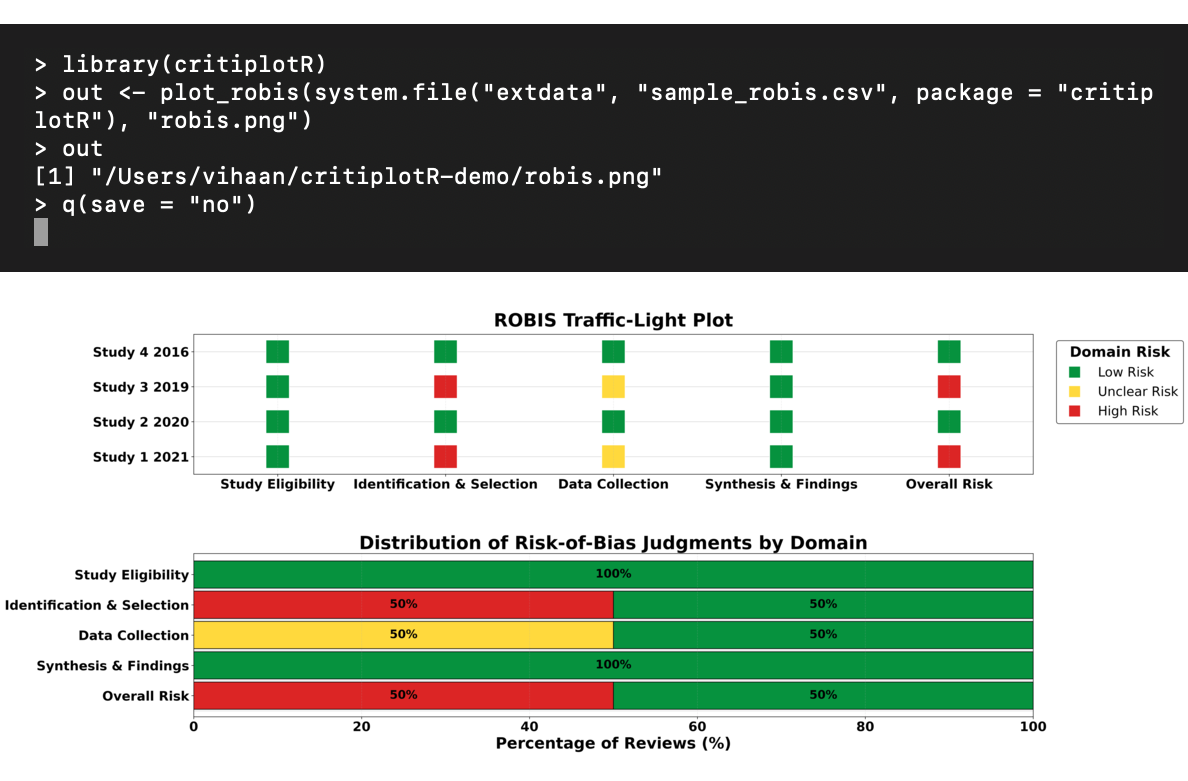 > library(critiplotR)
> out <- plot_robis(system.file("extdata", "sample_robis.csv", package = "critip
lotR"), "robis.png")
> out
[1] "/Users/vihaan/critiplotR-demo/robis.png"
> q(save = "no")
ROBIS Traffic-Light Plot
Study 4 2016
Study 3 2019
Study 2 2020
Study 1 2021
Study Eligibility Identification & Selection Data Collection Synthesis & Findings Overall Risk
Domain Risk
Low Risk
Unclear Risk
High Risk
Distribution of Risk-of-Bias Judgments by Domain
Study Eligibility 100%
Identification & Selection 50% 50%
Data Collection 50% 50%
Synthesis & Findings 100%
Overall Risk 50% 50%
0 20 40 60 80 100
Percentage of Reviews (%)